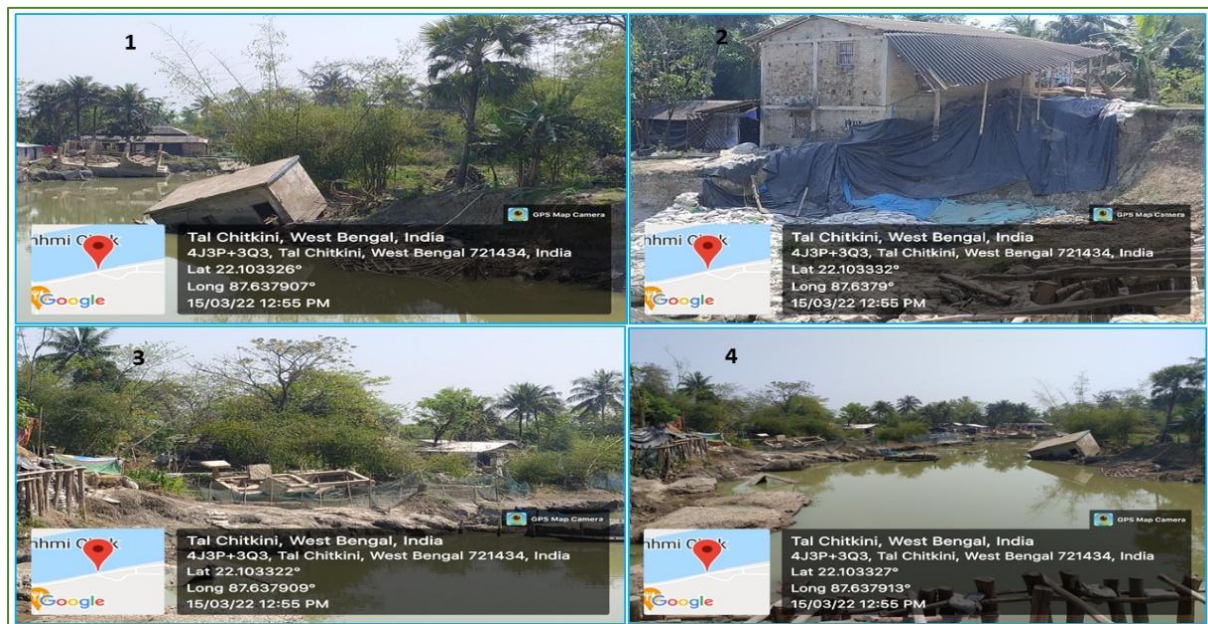 1
GPS Map Camera
Google
Tal Chitkini, West Bengal, India
4J3P+3Q3, Tal Chitkini, West Bengal 721434, India
Lat 22.103326°
Long 87.637907°
15/03/22 12:55 PM
2
GPS Map Camera
Google
Tal Chitkini, West Bengal, India
4J3P+3Q3, Tal Chitkini, West Bengal 721434, India
Lat 22.103332°
Long 87.6379°
15/03/22 12:55 PM
3
GPS Map Camera
Google
Tal Chitkini, West Bengal, India
4J3P+3Q3, Tal Chitkini, West Bengal 721434, India
Lat 22.103322°
Long 87.637909°
15/03/22 12:55 PM
4
GPS Map Camera
Google
Tal Chitkini, West Bengal, India
4J3P+3Q3, Tal Chitkini, West Bengal 721434, India
Lat 22.103327°
Long 87.637913°
15/03/22 12:55 PM